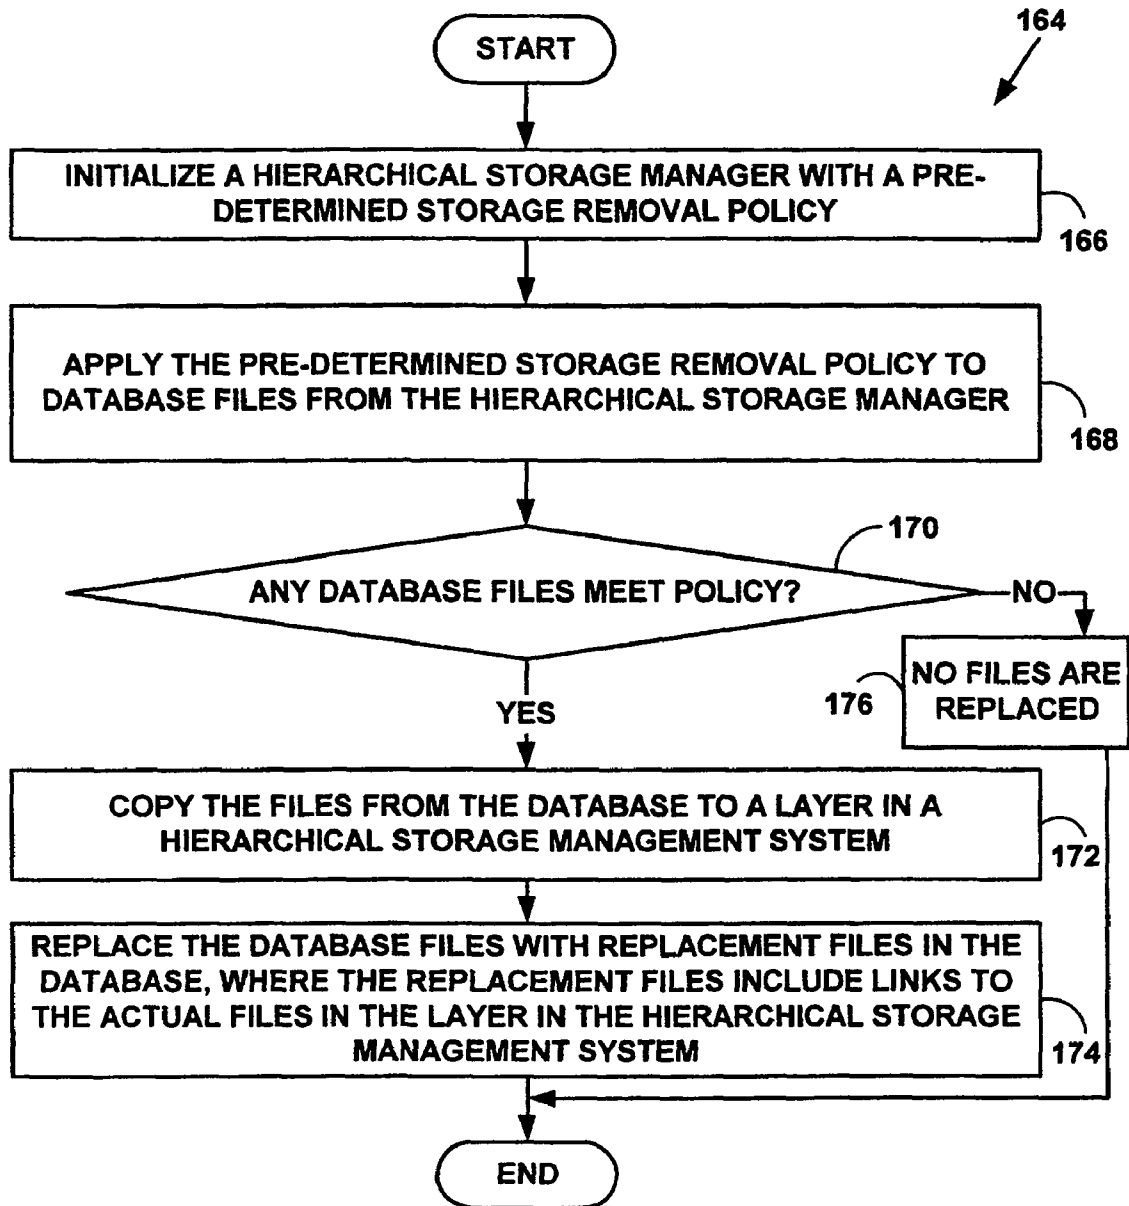 164
START
INITIALIZE A HIERARCHICAL STORAGE MANAGER WITH A PRE-
DETERMINED STORAGE REMOVAL POLICY
166
APPLY THE PRE-DETERMINED STORAGE REMOVAL POLICY TO
DATABASE FILES FROM THE HIERARCHICAL STORAGE MANAGER
168
170
ANY DATABASE FILES MEET POLICY?
NO
NO FILES ARE
REPLACED
176
YES
COPY THE FILES FROM THE DATABASE TO A LAYER IN A
HIERARCHICAL STORAGE MANAGEMENT SYSTEM
172
REPLACE THE DATABASE FILES WITH REPLACEMENT FILES IN THE
DATABASE, WHERE THE REPLACEMENT FILES INCLUDE LINKS TO
THE ACTUAL FILES IN THE LAYER IN THE HIERARCHICAL STORAGE
MANAGEMENT SYSTEM
174
END